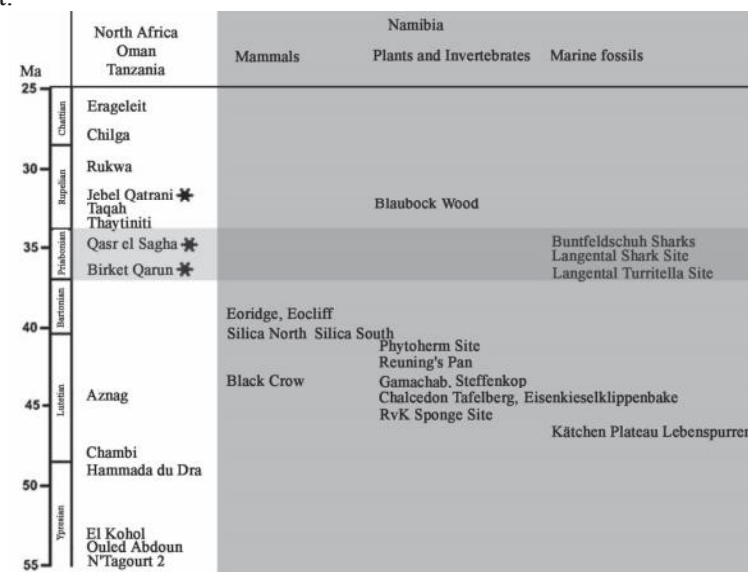 t.
Namibia
North Africa
Oman
Tanzania
Mammals
Plants and Invertebrates
Marine fossils
Ma
25
Chattian
Erageleit
Chilga
30
Rupelian
Rukwa
Jebel Qatrani *
Taqah
Thaytiniti
Blaubock Wood
35
Priabonian
Qasr el Sagha *
Birket Qarun *
Buntfeldschuh Sharks
Langental Shark Site
Langental Turritella Site
Bartonian
Eoridge, Eocliff
40
Silica North Silica South
Phytoherm Site
Reuning's Pan
Lutetian
Black Crow
Gamachab, Steffenkop
Aznag
Chalcedon Tafelberg, Eisenkieselklippenbake
45
RvK Sponge Site
Kätchen Plateau Lebenspurren
Chambi
Hammada du Dra
50
Ypresian
El Kohol
Ouled Abdoun
N'Tagourt 2
55